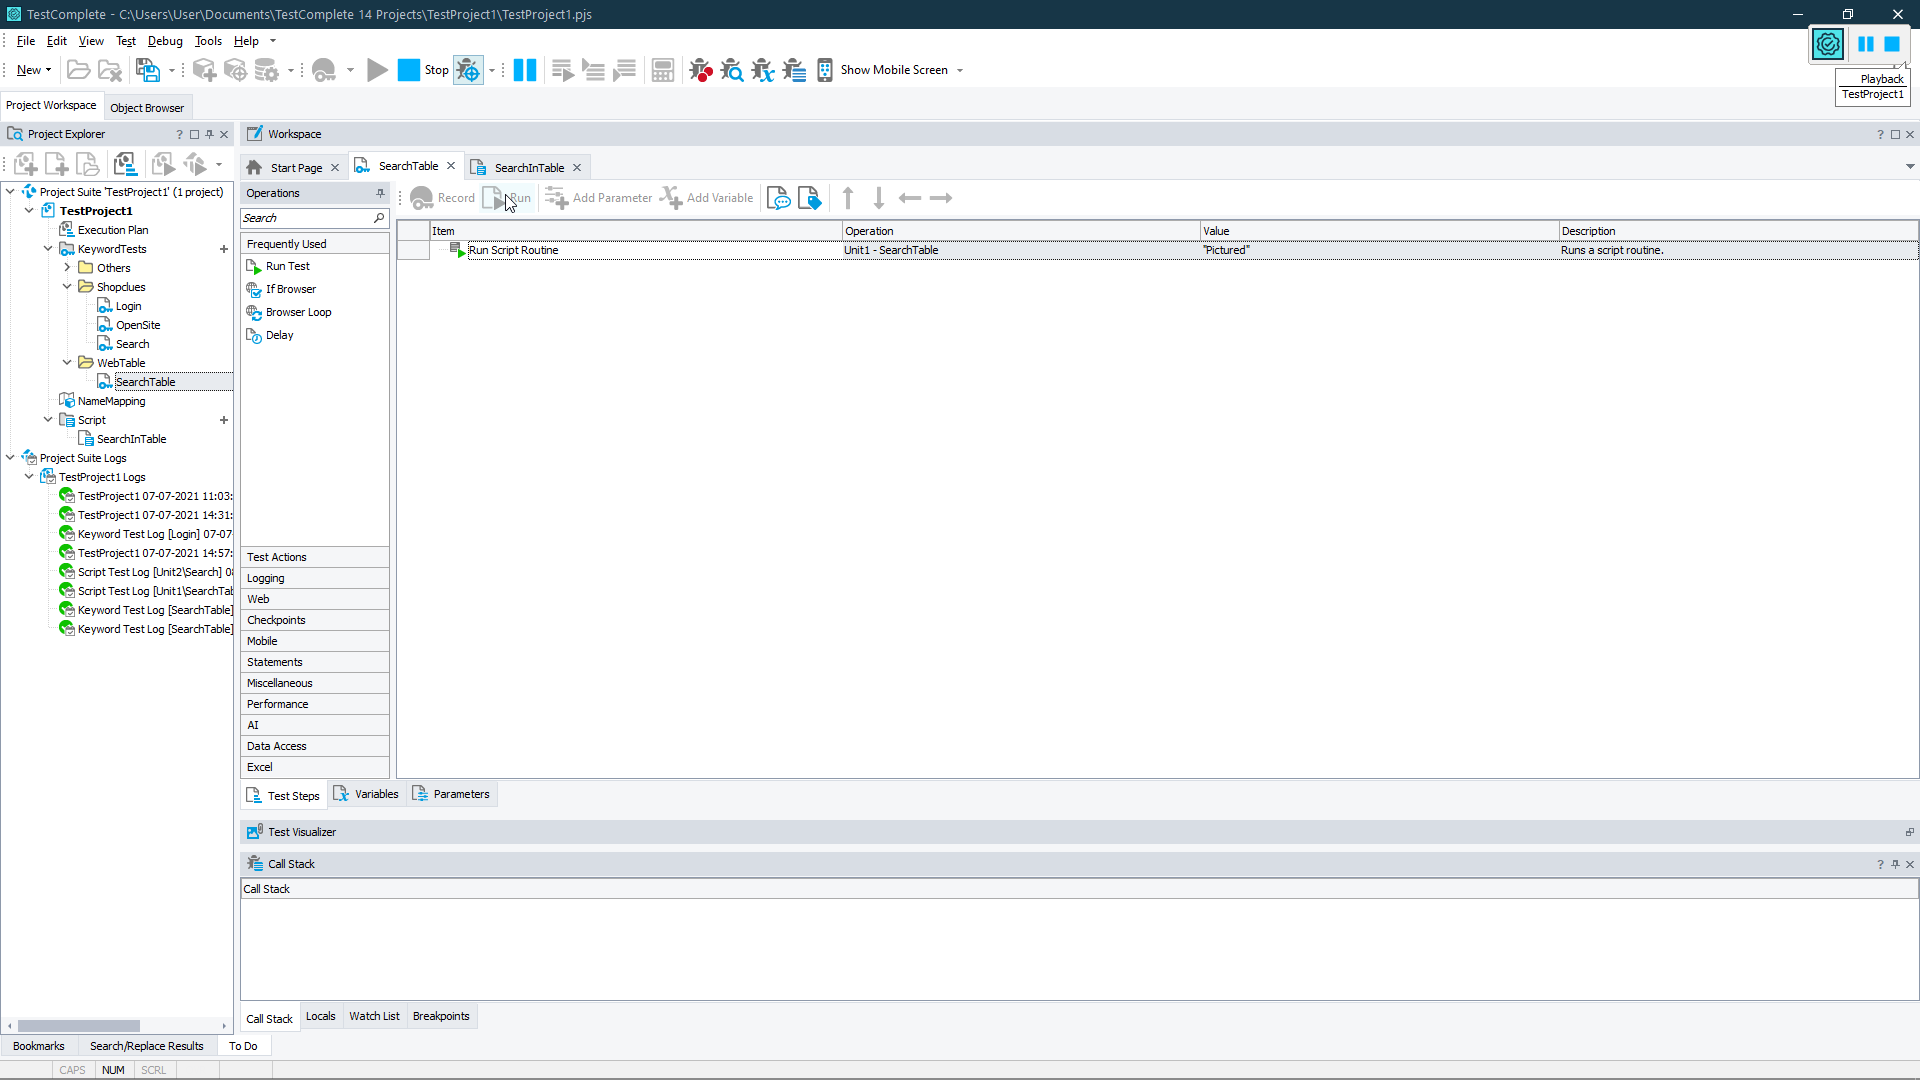 TestComplete - C:\Users\User\Documents\TestComplete 14 Projects\TestProject1\TestProject1.pjs
File Edit View Test Debug Tools Help
New Stop Show Mobile Screen
Playback
TestProject1
Project Workspace Object Browser
Project Explorer
Workspace
Start Page SearchTable SearchInTable
Project Suite 'TestProject1' (1 project)
TestProject1
Execution Plan
KeywordTests
Others
Shopclues
Login
OpenSite
Search
WebTable
SearchTable
NameMapping
Script
SearchInTable
Project Suite Logs
TestProject1 Logs
TestProject1 07-07-2021 11:03:
TestProject1 07-07-2021 14:31:
Keyword Test Log [Login] 07-07
TestProject1 07-07-2021 14:57:
Script Test Log [Unit2\Search] 0
Script Test Log [Unit1\SearchTab
Keyword Test Log [SearchTable]
Keyword Test Log [SearchTable]
Operations
Search
Frequently Used
Run Test
If Browser
Browser Loop
Delay
Test Actions
Logging
Web
Checkpoints
Mobile
Statements
Miscellaneous
Performance
AI
Data Access
Excel
Record Run Add Parameter Add Variable
Item Operation Value Description
Run Script Routine Unit1 - SearchTable "Pictured" Runs a script routine.
Test Steps Variables Parameters
Test Visualizer
Call Stack
Call Stack
Call Stack Locals Watch List Breakpoints
Bookmarks Search/Replace Results To Do
CAPS NUM SCRL